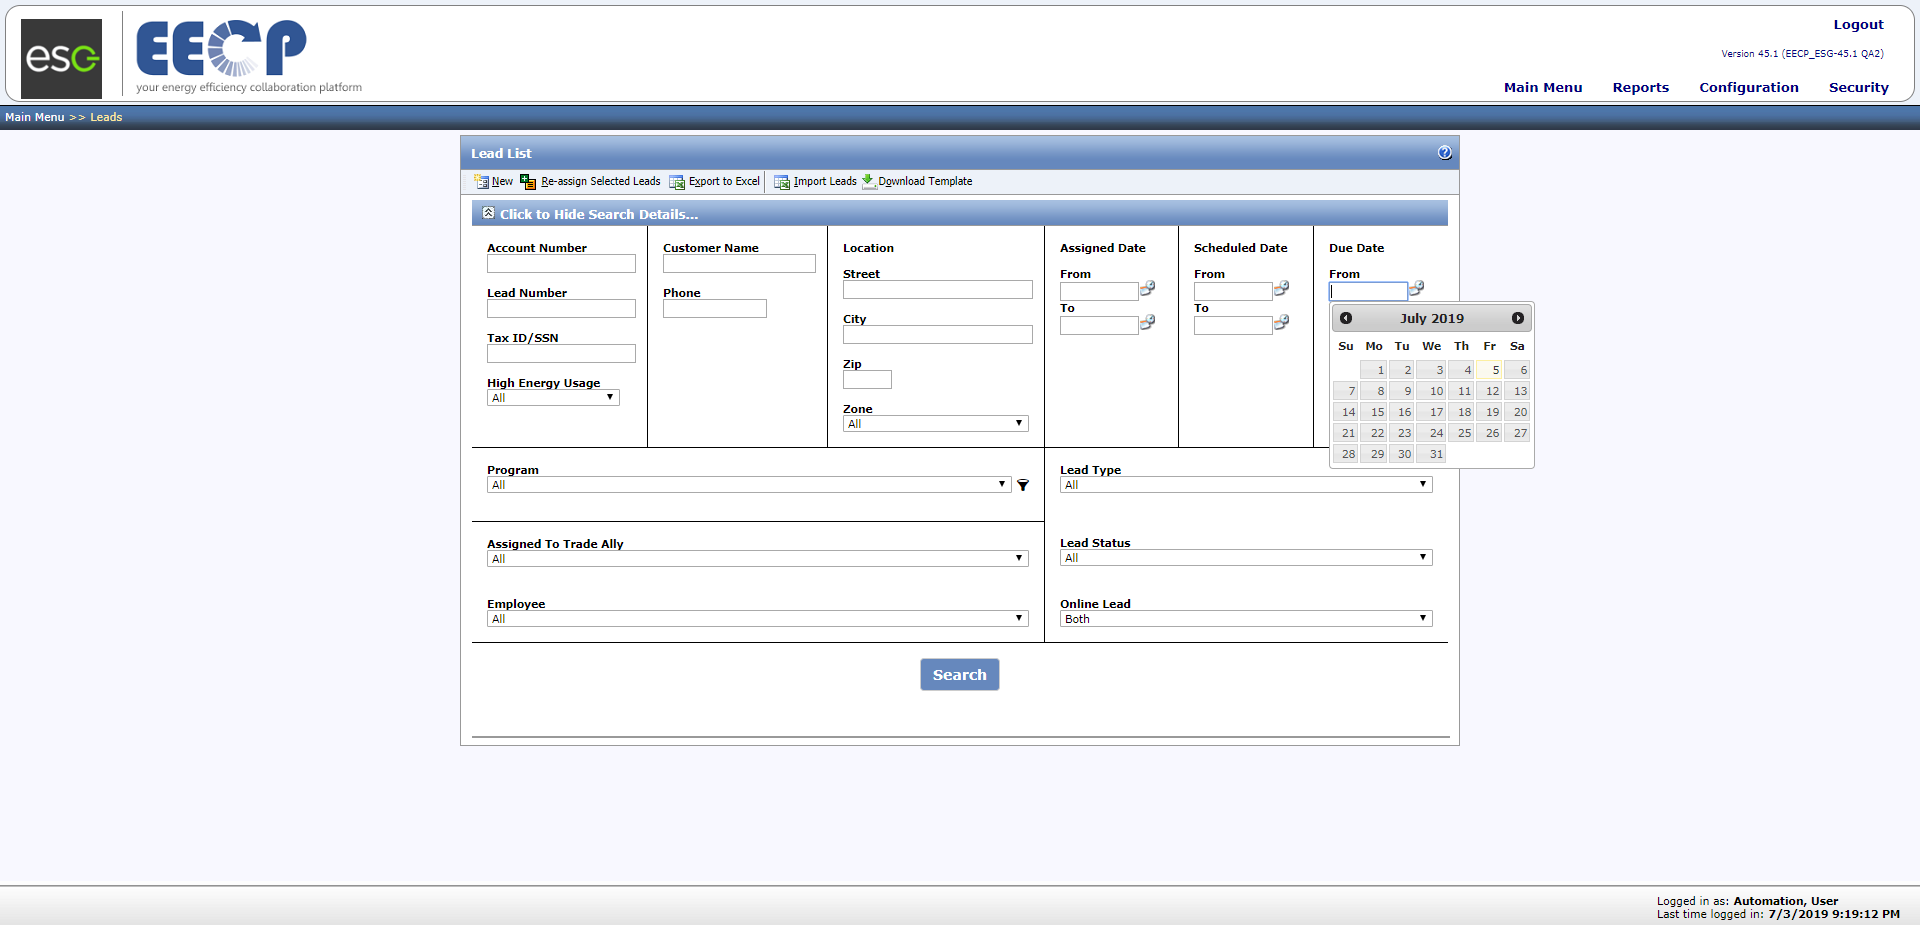 esc
EECP
your energy efficiency collaboration platform
Logout
Version 45.1 (EECP_ESG-45.1 QA2)
Main Menu Reports Configuration Security
Main Menu >> Leads
Lead List
New Re-assign Selected Leads Export to Excel Import Leads Download Template
Click to Hide Search Details...
Account Number
Lead Number
Tax ID/SSN
High Energy Usage
All
Customer Name
Phone
Location
Street
City
Zip
Zone
All
Assigned Date
From
To
Scheduled Date
From
To
Due Date
From
July 2019
Su Mo Tu We Th Fr Sa
1 2 3 4 5 6
7 8 9 10 11 12 13
14 15 16 17 18 19 20
21 22 23 24 25 26 27
28 29 30 31
Program
All
Lead Type
All
Assigned To Trade Ally
All
Lead Status
All
Employee
All
Online Lead
Both
Search
Logged in as: Automation, User
Last time logged in: 7/3/2019 9:19:12 PM